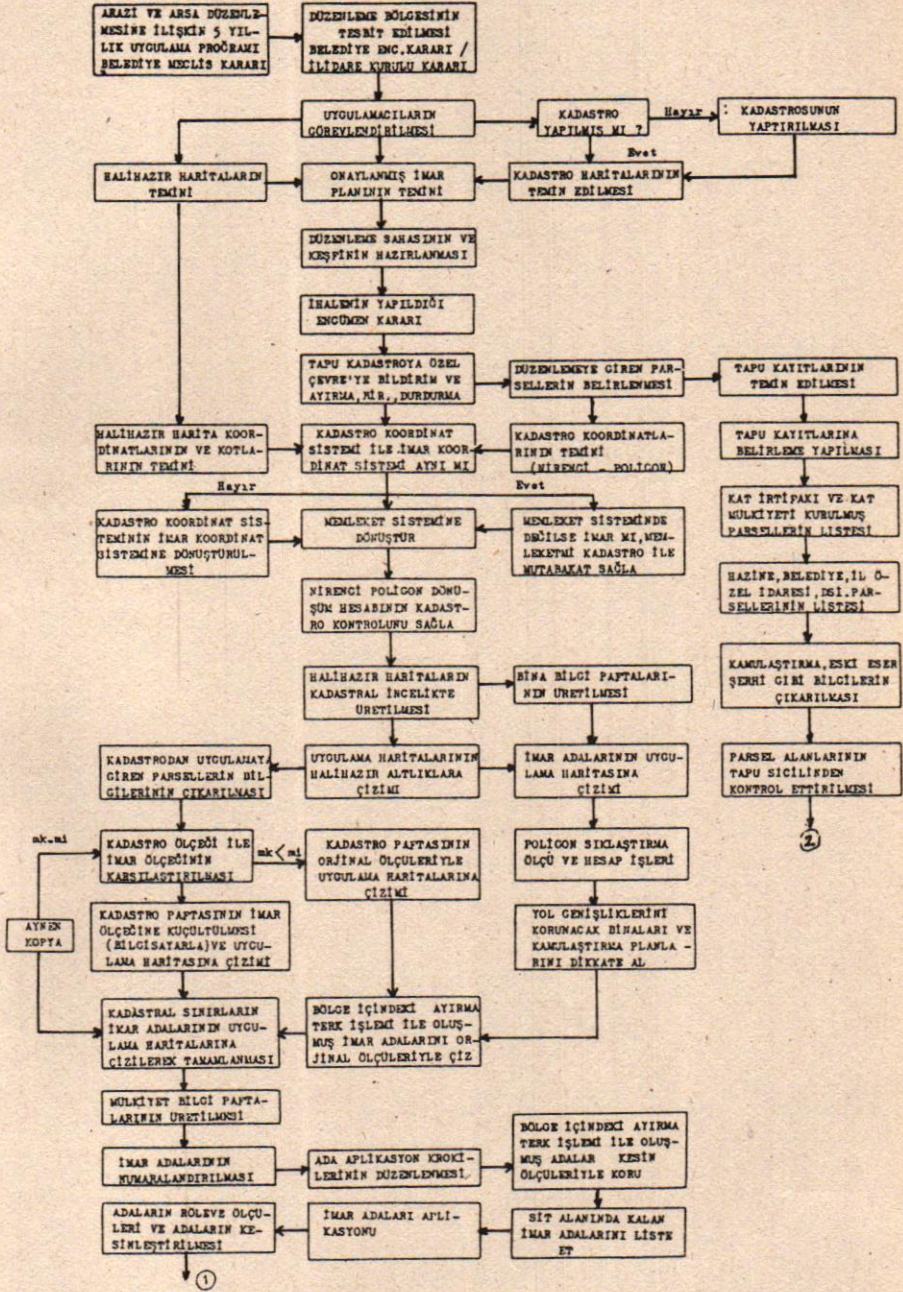 ARAZİ VE ARSA DÜZENLE-
MESİNE İLİŞKİN 5 YIL-
LIK UYGULAMA PROĞRAMI
BELEDİYE MECLİS KARARI
DÜZENLEME BÖLGESİNİN
TESBİT EDİLMESİ
BELEDİYE ENC.KARARI /
İLİDARE KURULU KARARI
UYGULAMACILARIN
GÖREVLENDİRİLMESİ
KADASTRO
YAPILMIŞ MI ?
Hayır
KADASTROSUNUN
YAPTIRILMASI
Evet
HALİHAZIR HARİTALARIN
TEMİNİ
ONAYLANMIŞ İMAR
PLANININ TEMİNİ
KADASTRO HARİTALARININ
TEMİN EDİLMESİ
DÜZENLEME SAHASININ VE
KEŞFİNİN HAZIRLANMASI
İHALENİN YAPILDIĞI
ENCÜMEN KARARI
TAPU KADASTROYA ÖZEL
ÇEVRE'YE BİLDİRİM VE
AYIRMA,BİR.,DURDURMA
DÜZENLEMEYE GİREN PAR-
SELLERİN BELİRLENMESİ
TAPU KAYITLARININ
TEMİN EDİLMESİ
HALİHAZIR HARİTA KOOR-
DİNATLARININ VE KOTLA-
RININ TEMİNİ
KADASTRO KOORDİNAT
SİSTEMİ İLE İMAR KOOR-
DİNAT SİSTEMİ AYNI MI
KADASTRO KOORDİNATLA-
RININ TEMİNİ
(NİRENGİ - POLİGON)
TAPU KAYITLARINA
BELİRLEME YAPILMASI
Hayır
Evet
KADASTRO KOORDİNAT SİS-
TEMİNİN İMAR KOORDİNAT
SİSTEMİNE DÖNÜŞTÜRÜL-
MESİ
MEMLEKET SİSTEMİNE
DÖNÜŞTÜR
MEMLEKET SİSTEMİNDE
DEĞİLSE İMAR MI,MEM-
LEKETMİ KADASTRO İLE
MUTABAKAT SAĞLA
KAT İRTİFAKI VE KAT
MÜLKİYETİ KURULMUŞ
PARSELLERİN LİSTESİ
NİRENGİ POLİGON DÖNÜ-
ŞÜM HESABININ KADAST-
RO KONTROLUNU SAĞLA
HAZİNE,BELEDİYE,İL Ö-
ZEL İDARESİ,DSİ.PAR-
SELLERİNİN LİSTESİ
HALİHAZIR HARİTALARIN
KADASTRAL İNCELİKTE
ÜRETİLMESİ
BİNA BİLGİ PAFTALARI-
NIN ÜRETİLMESİ
KAMULAŞTIRMA,ESKİ ESER
ŞERHİ GİBİ BİLGİLERİN
ÇIKARILMASI
KADASTRODAN UYGULAMAYA
GİREN PARSELLERİN BİL-
GİLERİNİN ÇIKARILMASI
UYGULAMA HARİTALARININ
HALİHAZIR ALTLIKLARA
ÇİZİMİ
İMAR ADALARININ UYGU-
LAMA HARİTASINA
ÇİZİMİ
PARSEL ALANLARININ
TAPU SİCİLİNDEN
KONTROL ETTİRİLMESİ
2
mk=mi
KADASTRO ÖLÇEĞİ İLE
İMAR ÖLÇEĞİNİN
KARŞILAŞTIRILMASI
mk<mi
KADASTRO PAFTASININ
ORJİNAL ÖLÇÜLERİYLE
UYGULAMA HARİTALARINA
ÇİZİMİ
POLİGON SIKLAŞTIRMA
ÖLÇÜ VE HESAP İŞLERİ
AYNEN
KOPYA
KADASTRO PAFTASININ İMAR
ÖLÇEĞİNE KÜÇÜLTÜLMESİ
(BİLGİSAYARLA)VE UYGU-
LAMA HARİTASINA ÇİZİMİ
YOL GENİŞLİKLERİNİ
KORUNACAK BİNALARI VE
KAMULAŞTIRMA PLANLA -
RINI DİKKATE AL
KADASTRAL SINIRLARIN
İMAR ADALARININ UYGU-
LAMA HARİTALARINA
ÇİZİLEREK TAMAMLANMASI
BÖLGE İÇİNDEKİ AYIRMA
TERK İŞLEMİ İLE OLUŞ-
MUŞ İMAR ADALARINI OR-
JİNAL ÖLÇÜLERİYLE ÇİZ
MÜLKİYET BİLGİ PAFTA-
LARININ ÜRETİLMESİ
İMAR ADALARININ
NUMARALANDIRILMASI
ADA APLİKASYON KROKİ-
LERİNİN DÜZENLENMESİ
BÖLGE İÇİNDEKİ AYIRMA
TERK İŞLEMİ İLE OLUŞ-
MUŞ ADALAR KESİN
ÖLÇÜLERİYLE KORU
ADALARIN RÖLEVE ÖLÇÜ-
LERİ VE ADALARIN KE-
SİNLEŞTİRİLMESİ
İMAR ADALARI APLİ-
KASYONU
SİT ALANINDA KALAN
İMAR ADALARINI LİSTE
ET
1